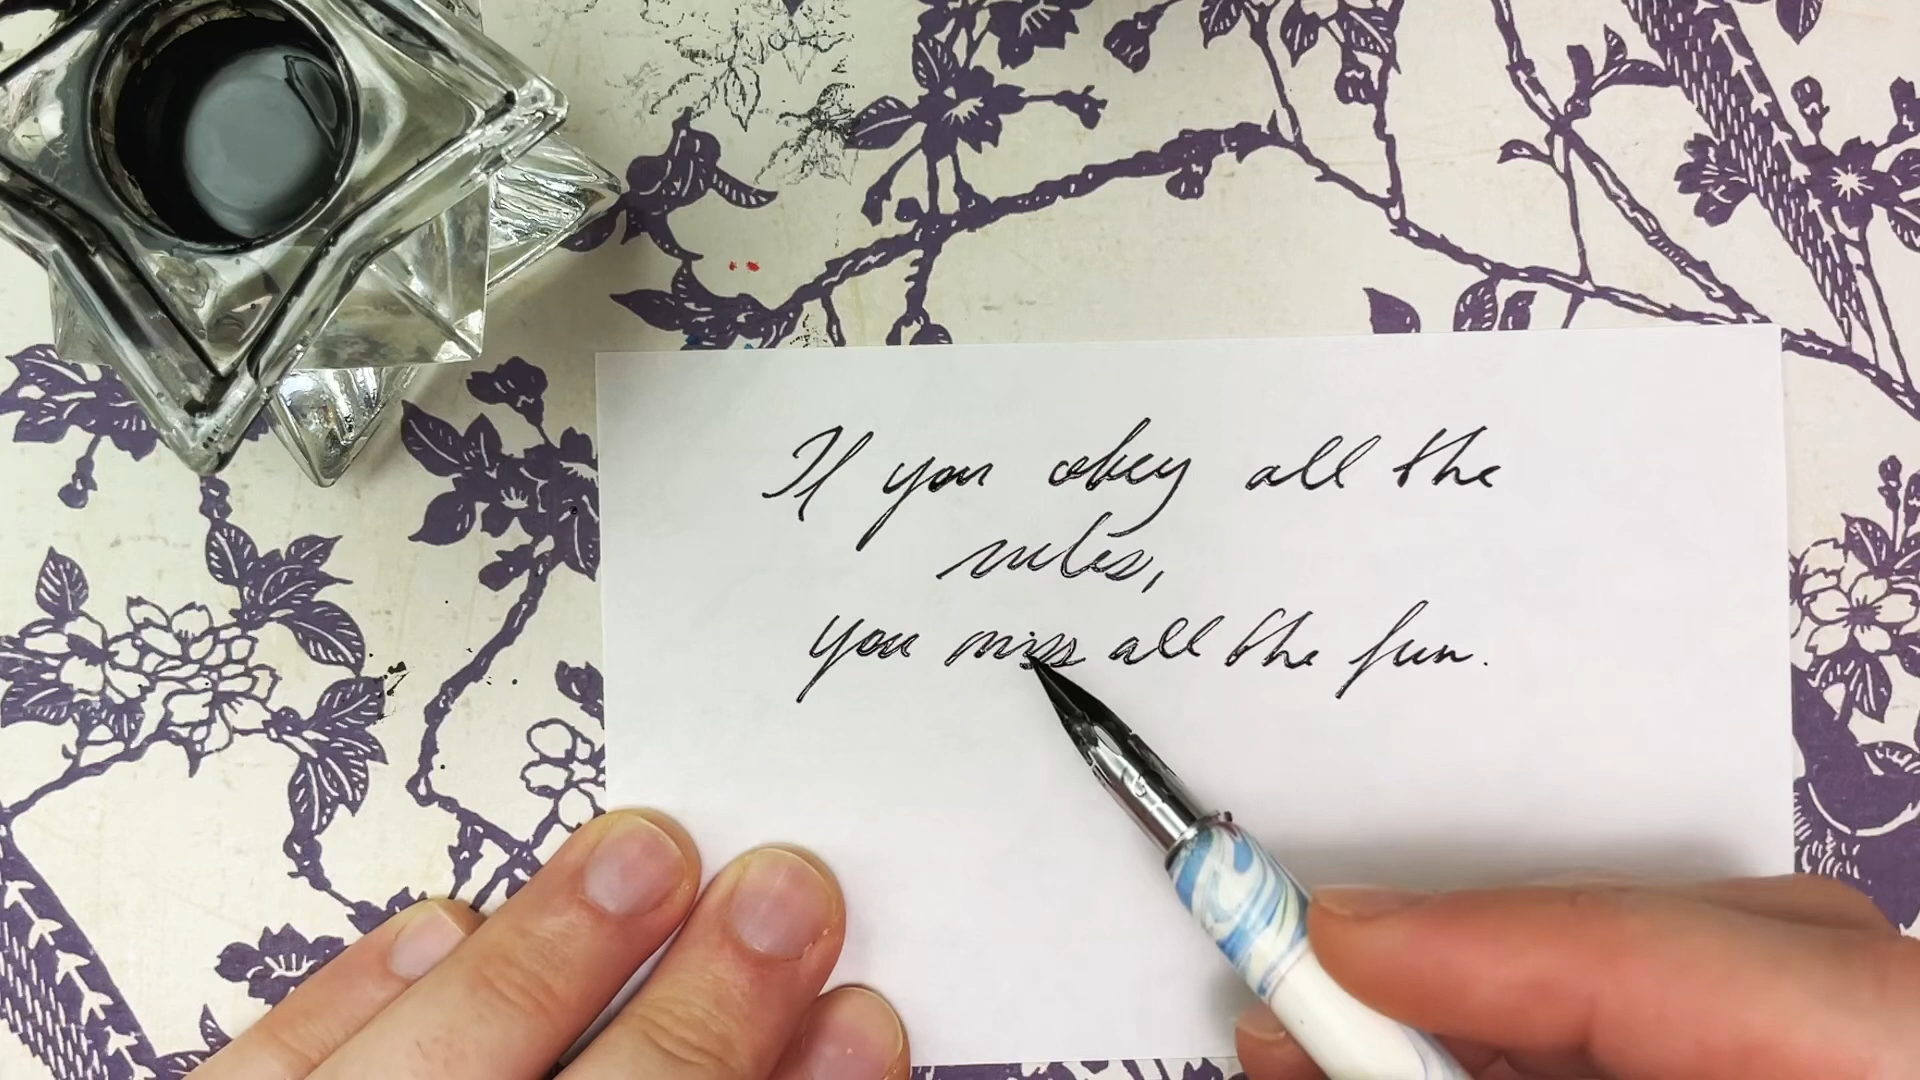 If you obey all the
rules,
you miss all the fun.